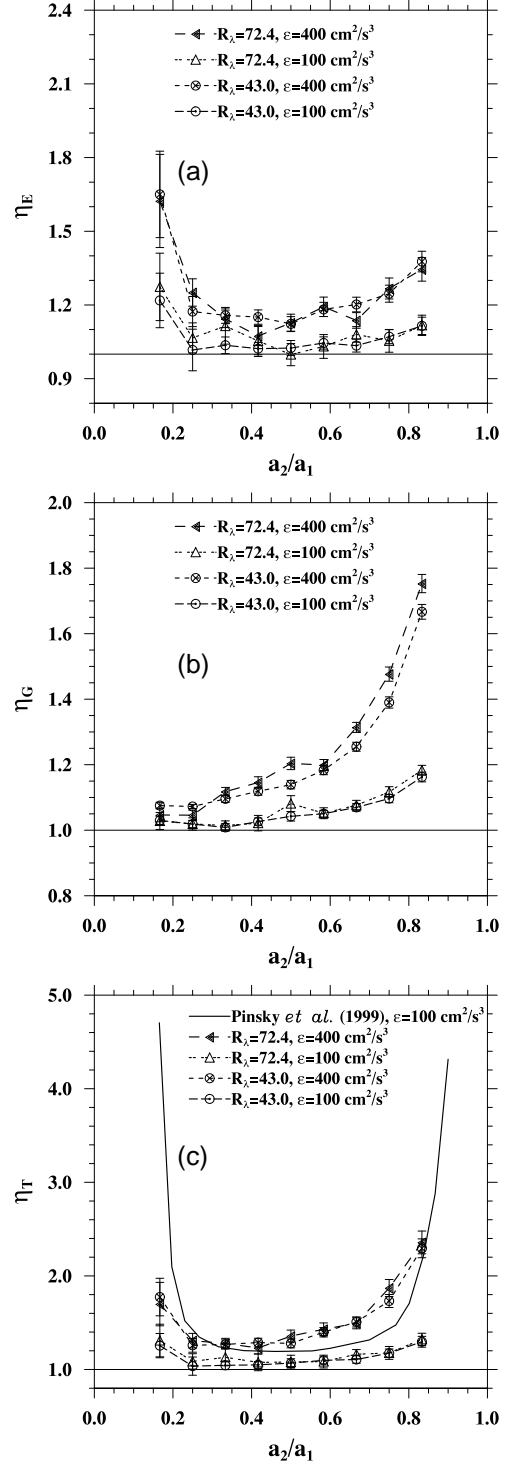 2.4
2.1
1.8
1.5
1.2
0.9
η_E
R_λ=72.4, ε=400 cm²/s³
R_λ=72.4, ε=100 cm²/s³
R_λ=43.0, ε=400 cm²/s³
R_λ=43.0, ε=100 cm²/s³
(a)
0.0 0.2 0.4 0.6 0.8 1.0
a₂/a₁
2.0
1.8
1.6
1.4
1.2
1.0
0.8
η_G
R_λ=72.4, ε=400 cm²/s³
R_λ=72.4, ε=100 cm²/s³
R_λ=43.0, ε=400 cm²/s³
R_λ=43.0, ε=100 cm²/s³
(b)
0.0 0.2 0.4 0.6 0.8 1.0
a₂/a₁
5.0
4.0
3.0
2.0
1.0
η_T
Pinsky et al. (1999), ε=100 cm²/s³
R_λ=72.4, ε=400 cm²/s³
R_λ=72.4, ε=100 cm²/s³
R_λ=43.0, ε=400 cm²/s³
R_λ=43.0, ε=100 cm²/s³
(c)
0.0 0.2 0.4 0.6 0.8 1.0
a₂/a₁